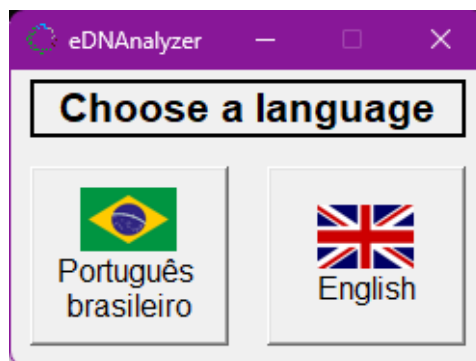 eDNAnalyzer
Choose a language
Português
brasileiro
English